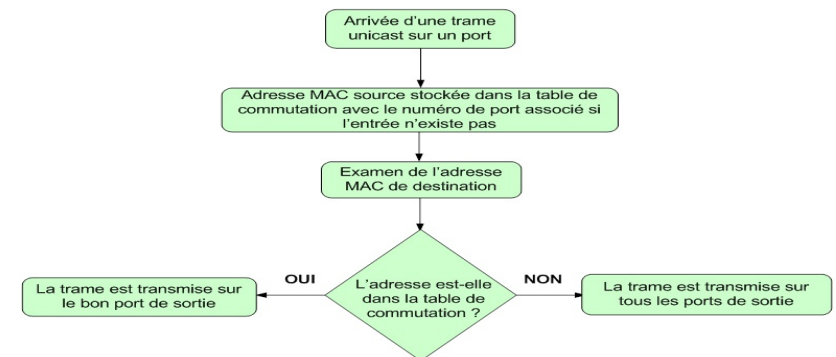 Arrivée d'une trame
unicast sur un port
Adresse MAC source stockée dans la table de
commutation avec le numéro de port associé si
l'entrée n'existe pas
Examen de l'adresse
MAC de destination
L'adresse est-elle
dans la table de
commutation ?
OUI
La trame est transmise sur
le bon port de sortie
NON
La trame est transmise sur
tous les ports de sortie